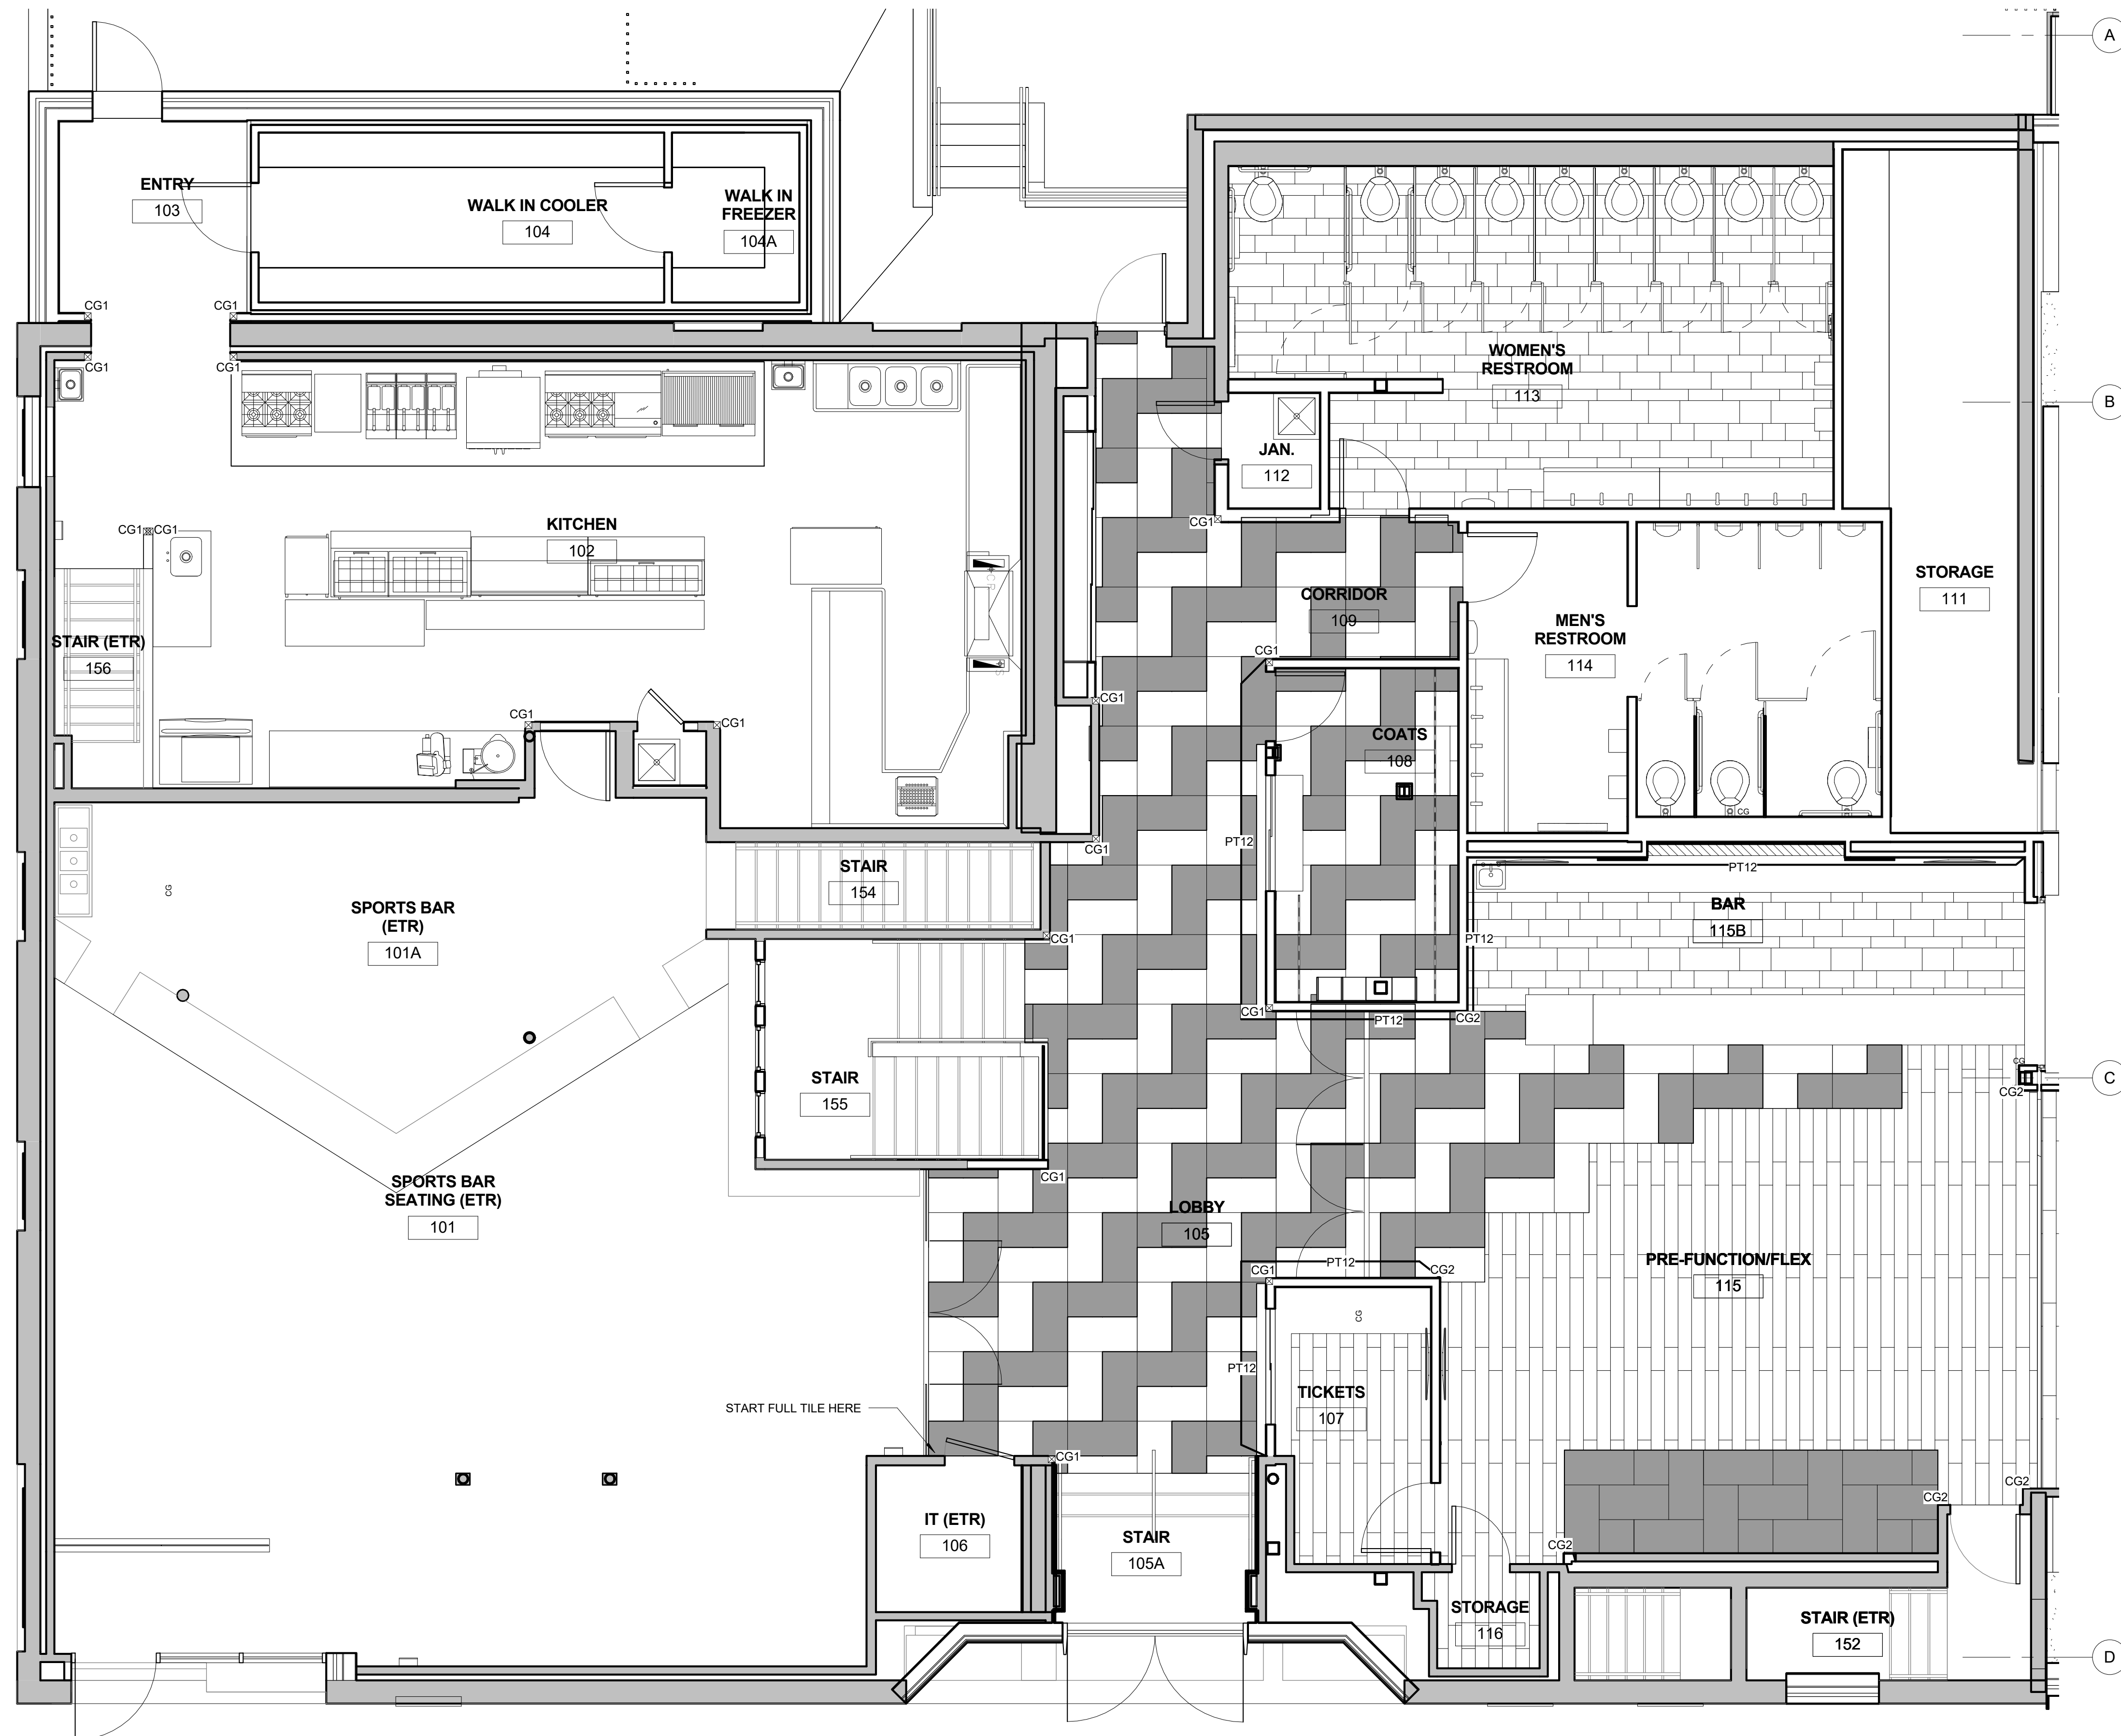 A
ENTRY
103
WALK IN COOLER
104
WALK IN
FREEZER
104A
CG1
CG1
CG1
CG1
WOMEN'S
RESTROOM
113
B
JAN.
112
CG1
KITCHEN
102
CG1
CG1
STORAGE
111
CORRIDOR
109
MEN'S
RESTROOM
114
STAIR (ETR)
156
CG1
CG1
CG1
CG1
COATS
108
CG
PT12
CG1
PT12
STAIR
154
CG
BAR
115B
SPORTS BAR
(ETR)
101A
CG1
PT12
CG1
PT12
CG2
CG
C
CG2
STAIR
155
CG1
SPORTS BAR
SEATING (ETR)
101
LOBBY
105
PT12
CG1
CG2
PRE-FUNCTION/FLEX
115
CG
PT12
TICKETS
107
START FULL TILE HERE
CG1
CG2
CG2
IT (ETR)
106
STAIR
105A
CG2
STORAGE
116
STAIR (ETR)
152
D